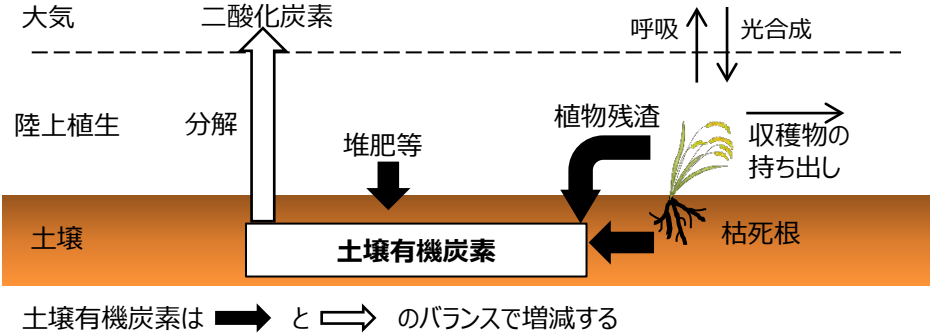 大気
二酸化炭素
呼吸
光合成
陸上植生
分解
堆肥等
植物残渣
収穫物の
持ち出し
土壌
土壌有機炭素
枯死根
土壌有機炭素は と のバランスで増減する